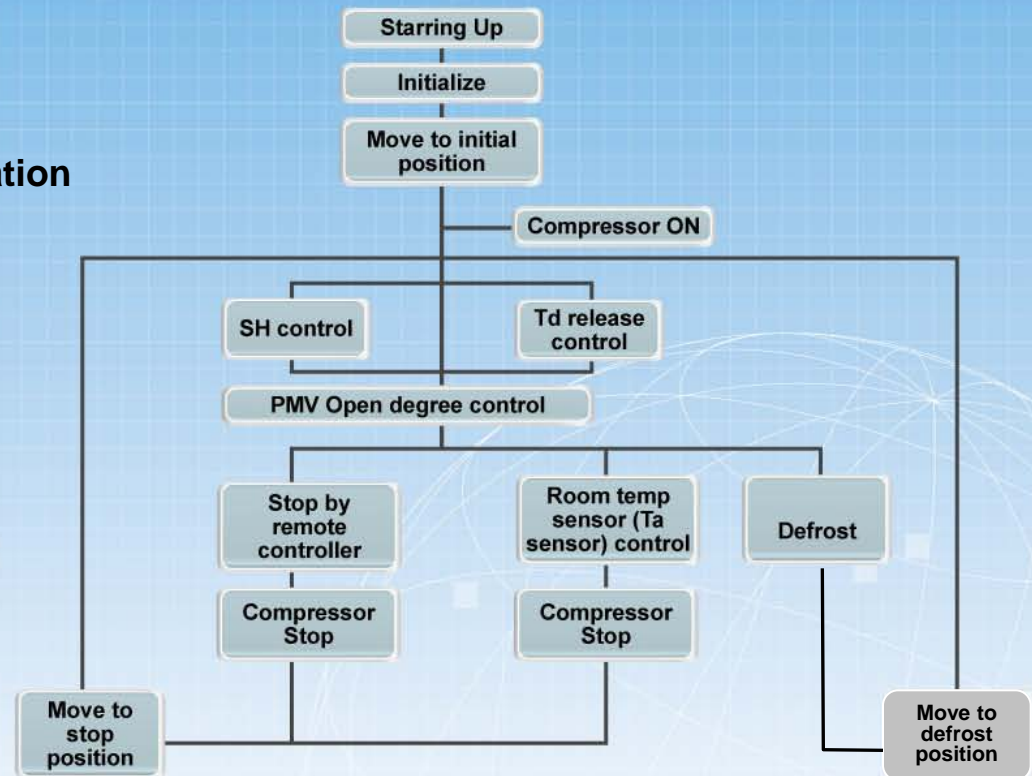 Starring Up
Initialize
Move to initial
position
Compressor ON
SH control
Td release
control
PMV Open degree control
Stop by
remote
controller
Room temp
sensor (Ta
sensor) control
Defrost
Compressor
Stop
Compressor
Stop
Move to
stop
position
Move to
defrost
position